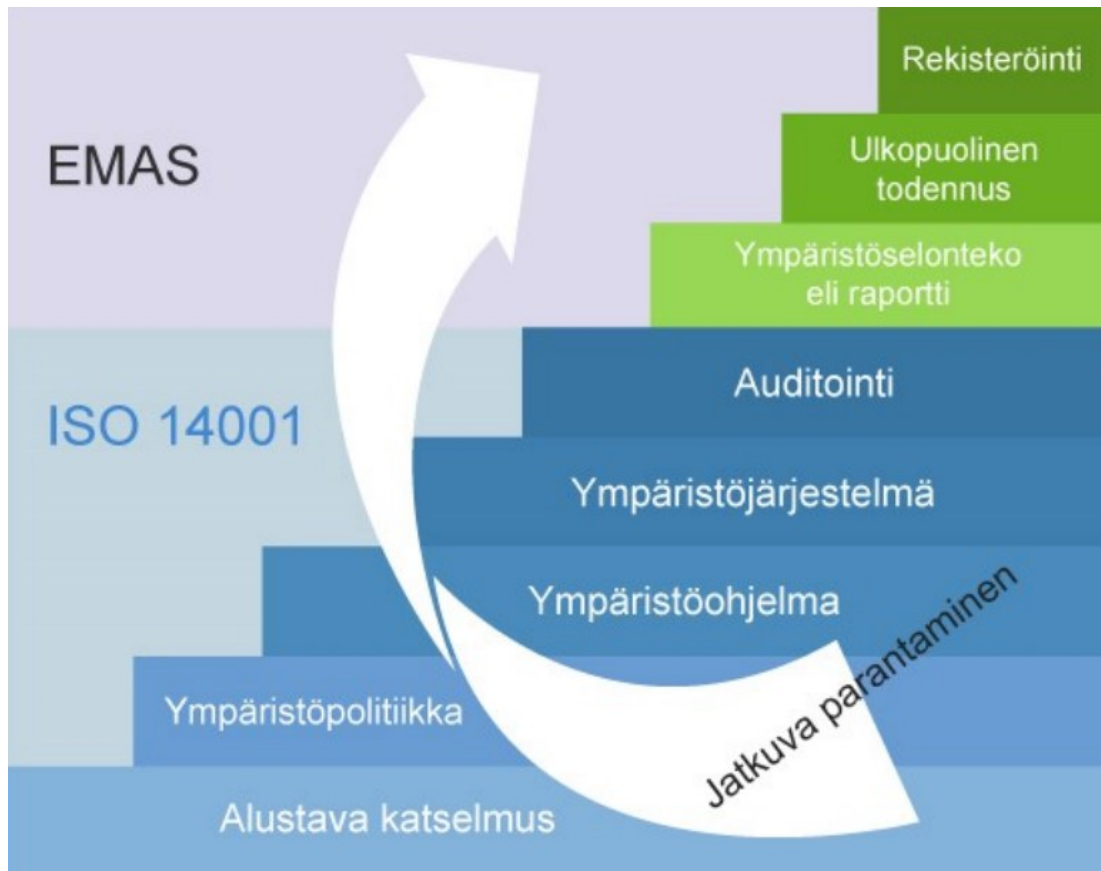 Rekisteröinti
EMAS
Ulkopuolinen
todennus
Ympäristöselonteko
eli raportti
Auditointi
ISO 14001
Ympäristöjärjestelmä
Ympäristöohjelma
Jatkuva parantaminen
Ympäristöpolitiikka
Alustava katselmus